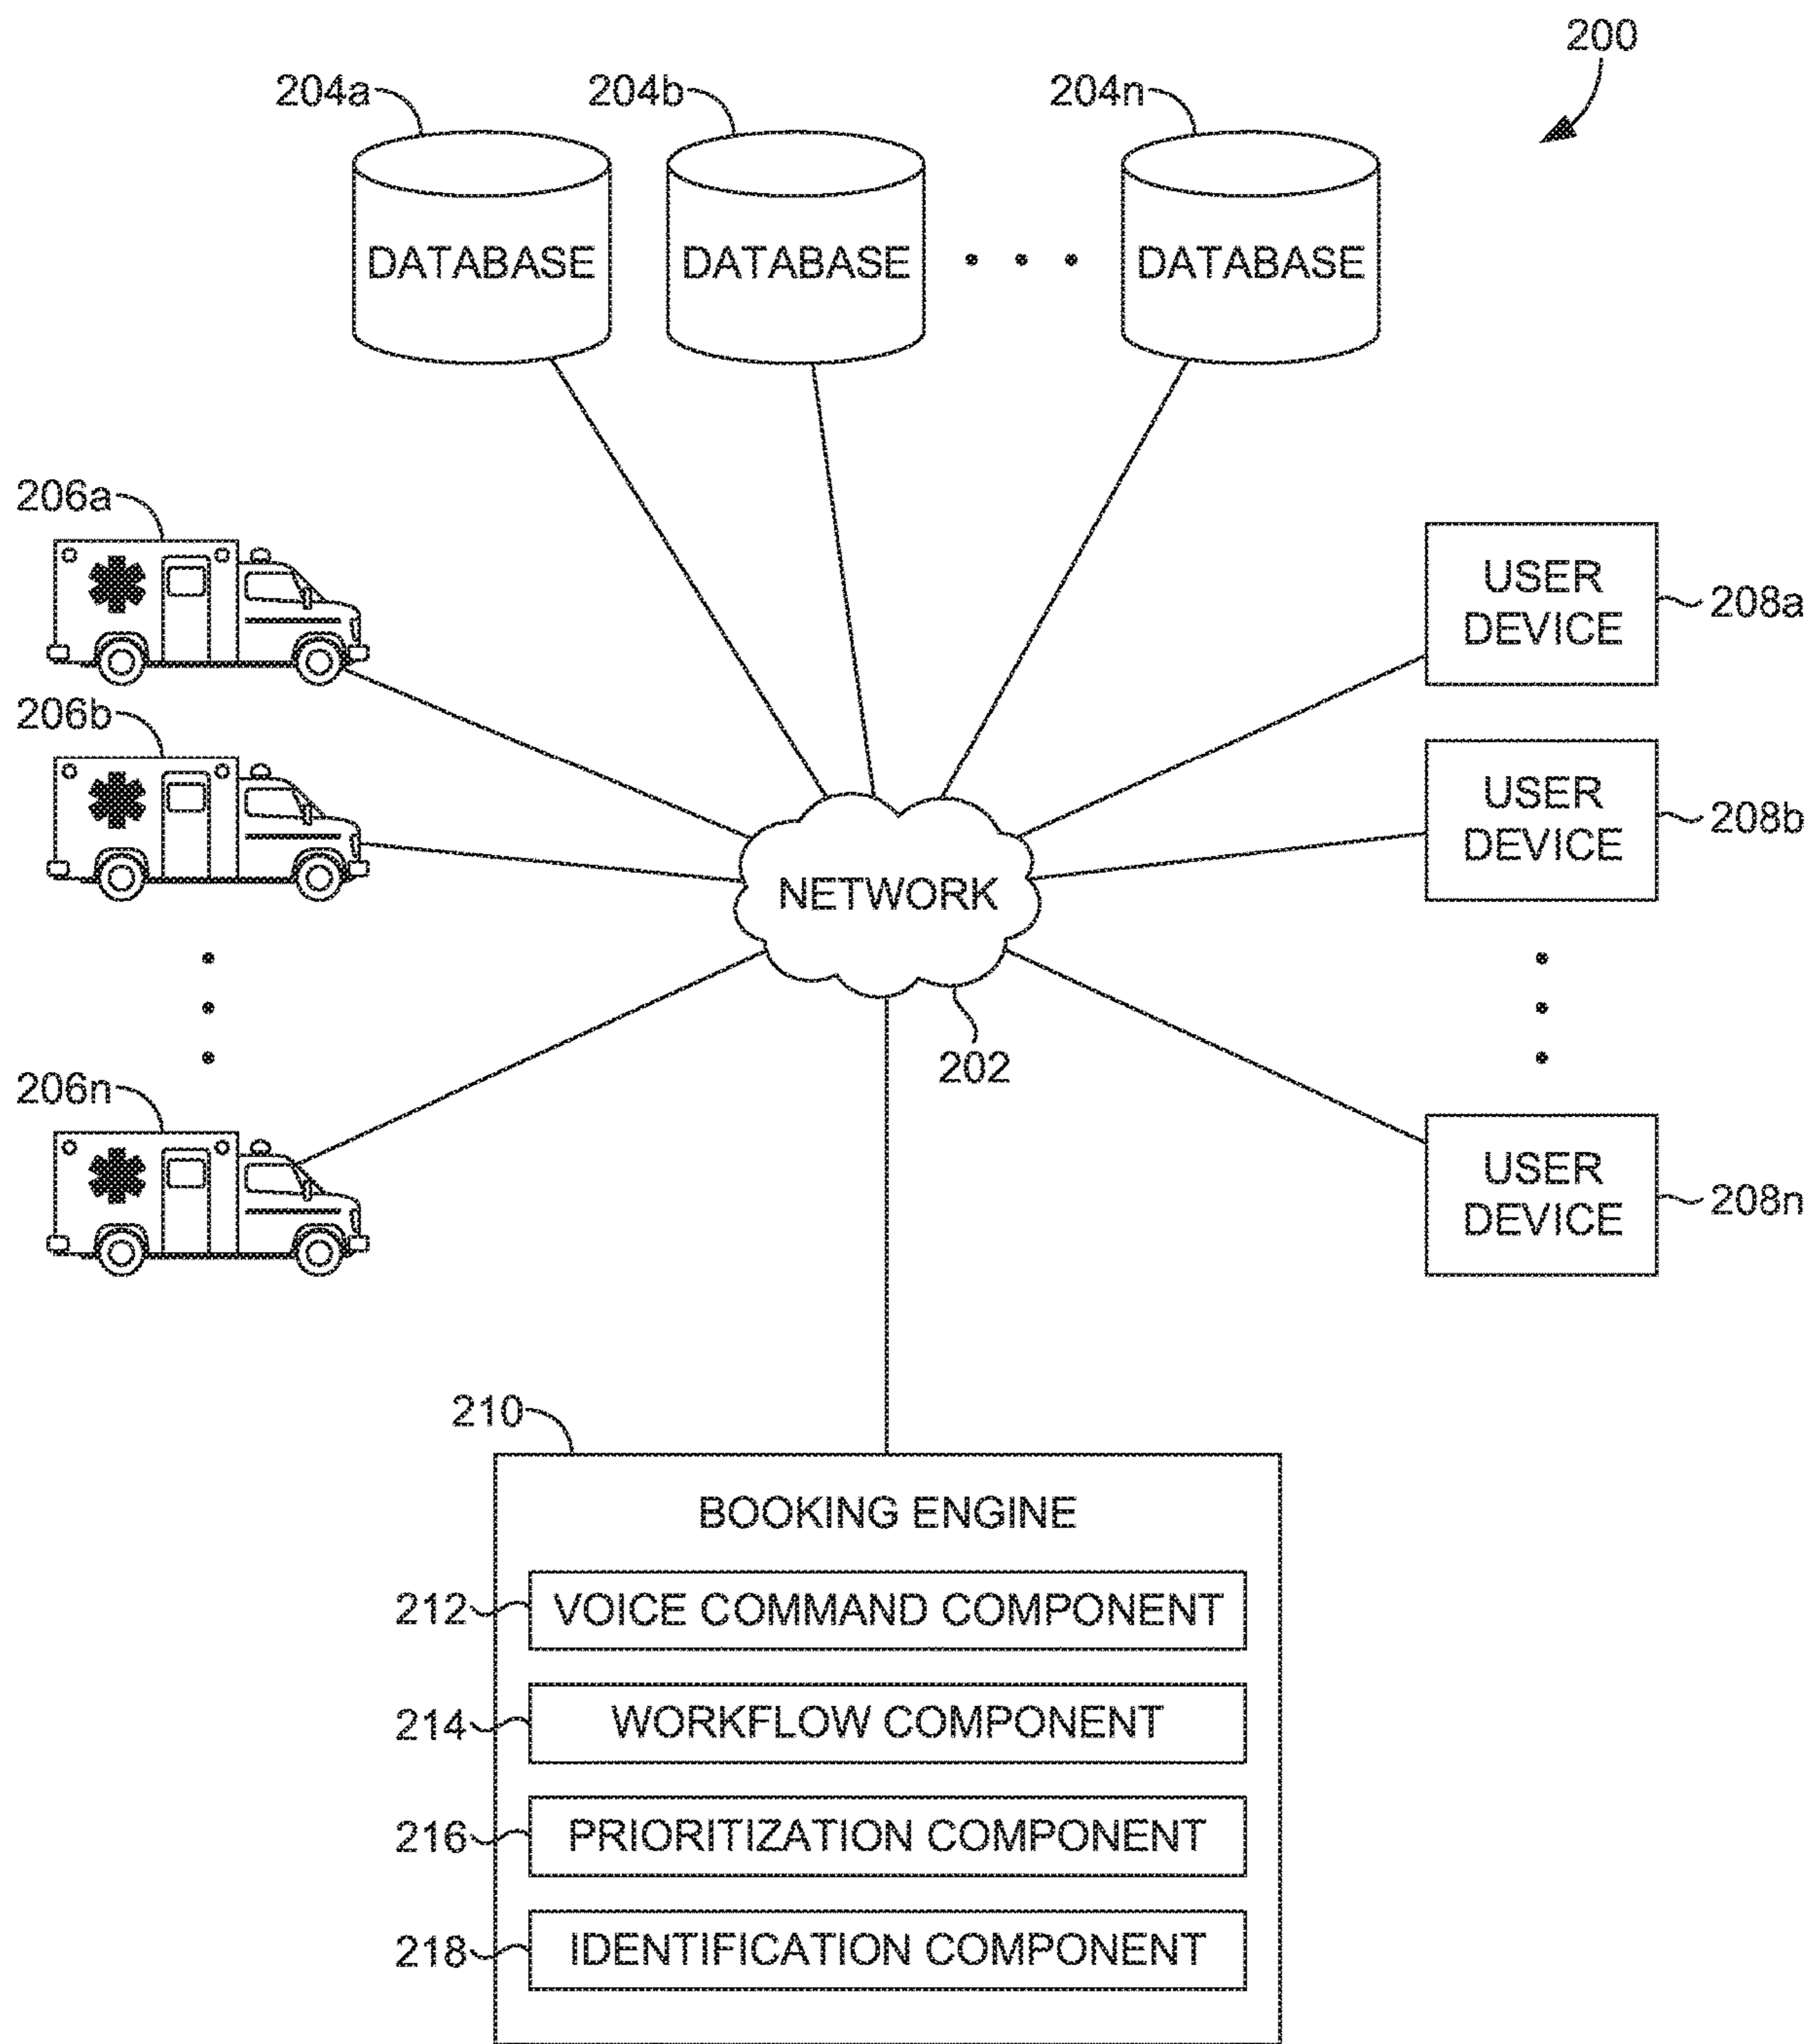 200
204a
204b
204n
DATABASE
DATABASE
DATABASE
206a
206b
206n
USER
DEVICE
208a
USER
DEVICE
208b
USER
DEVICE
208n
NETWORK
202
210
BOOKING ENGINE
212
VOICE COMMAND COMPONENT
214
WORKFLOW COMPONENT
216
PRIORITIZATION COMPONENT
218
IDENTIFICATION COMPONENT